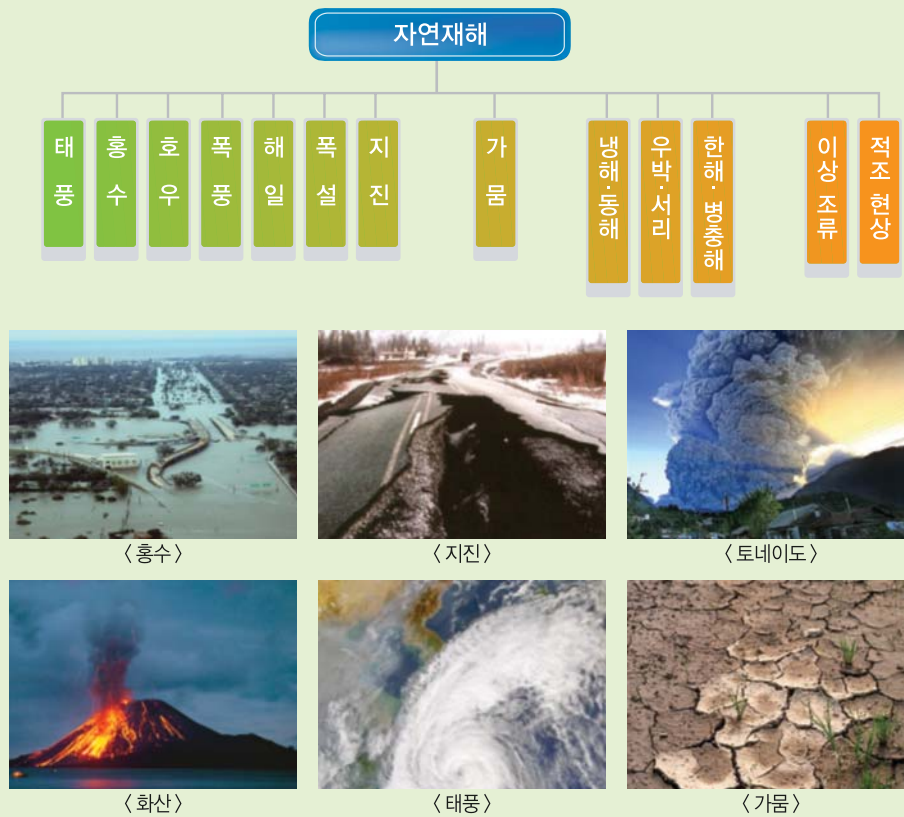 자연재해
태풍
홍수
호우
폭풍
해일
폭설
지진
가뭄
냉해·동해
우박·서리
한해·병충해
이상 조류
적조 현상
〈홍수〉
〈지진〉
〈토네이도〉
〈화산〉
〈태풍〉
〈가뭄〉